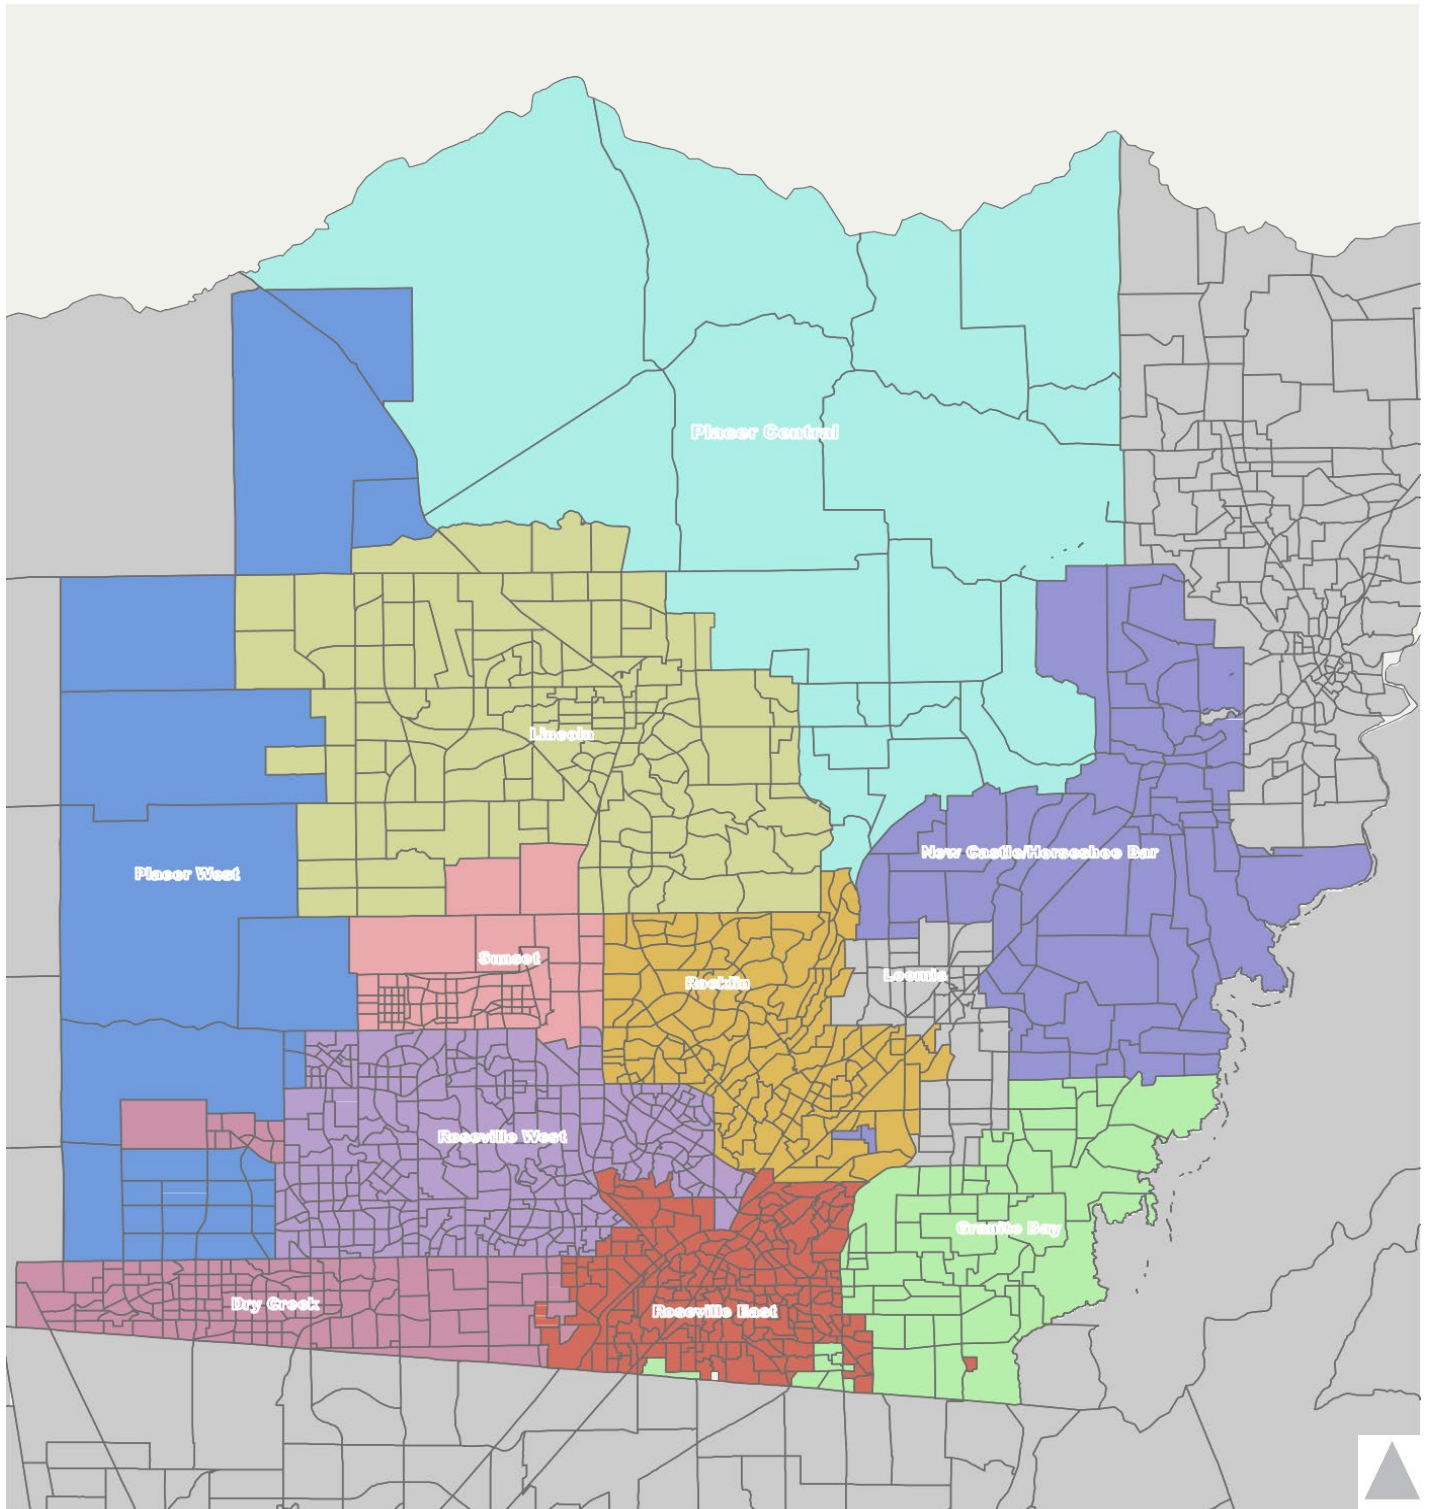 Placer Central
Lincoln
New Castle/Horseshoe Bar
Placer West
Sunset
Loomis
Rocklin
Roseville West
Granite Bay
Dry Creek
Roseville East